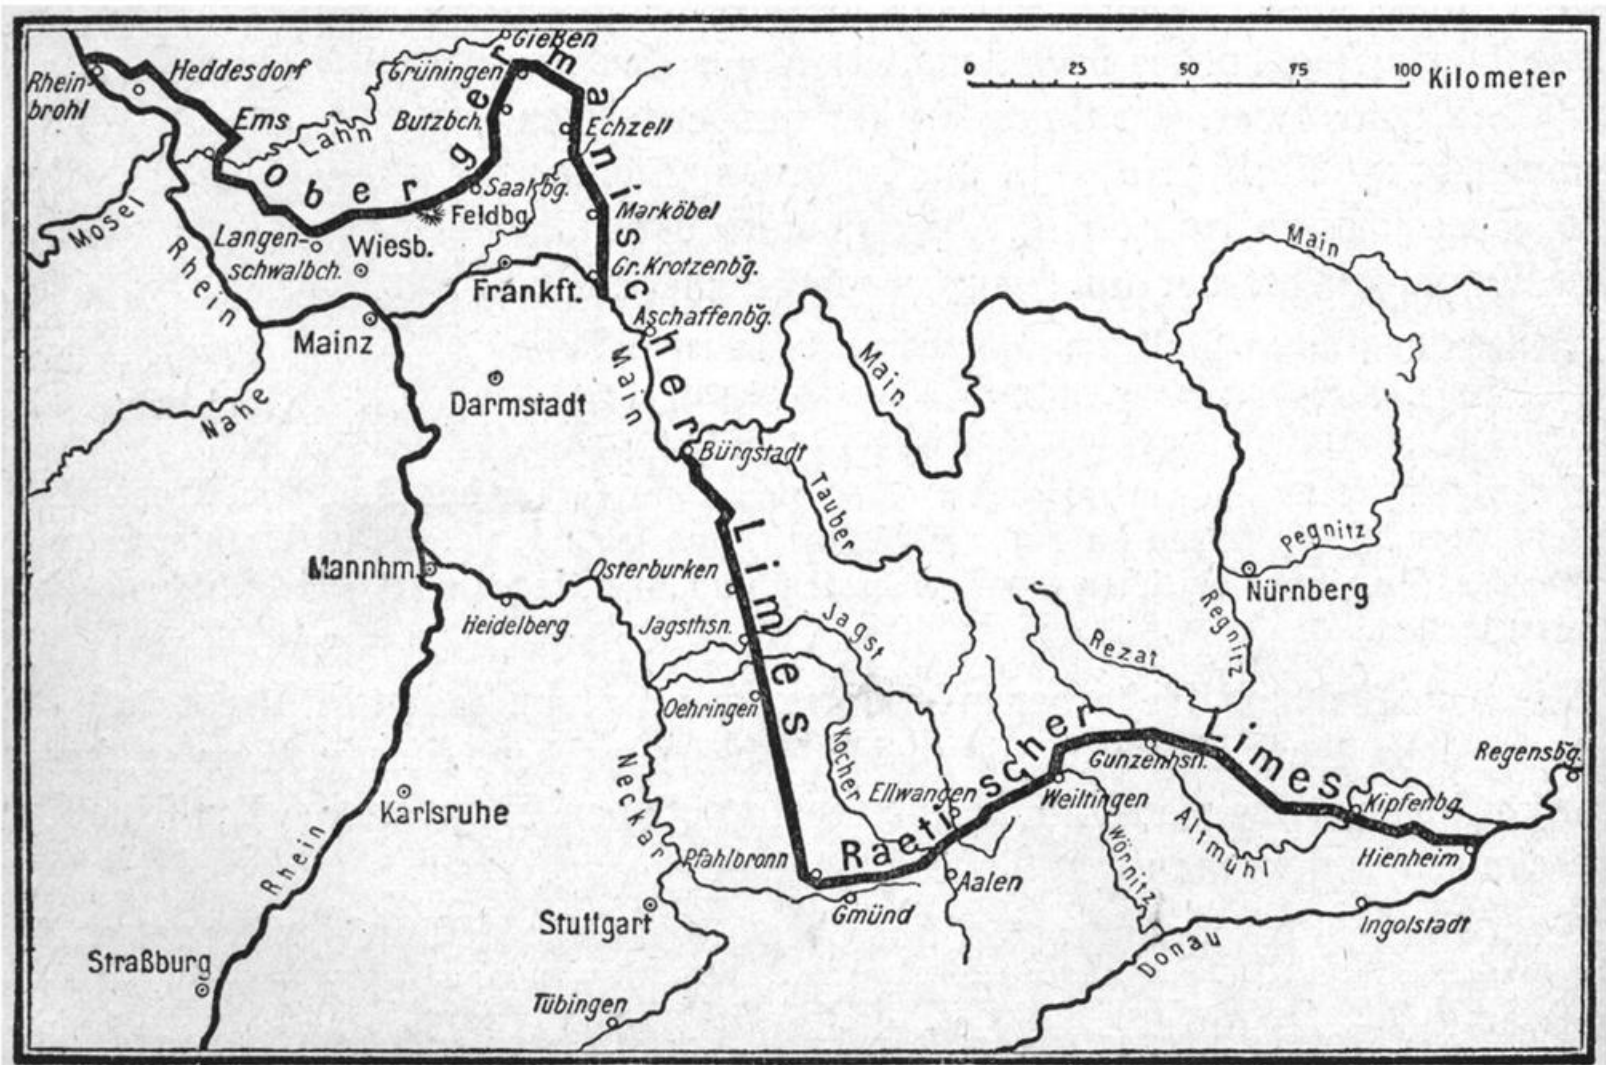 Gießen
0 25 50 75 100 Kilometer
Rhein-
brohl
Heddesdorf
Grüningen
Ems
Butzbch.
Echzell
Lahn
Obergermanischer
Saalbg.
Mosel
Feldbg.
Marköbel
Langen-
schwalbch.
Wiesb.
Rhein
Gr.Krotzenbg.
Frankft.
Main
Aschaffenbg.
Mainz
Main
Main
Darmstadt
Nahe
Bürgstadt
Tauber
Limes
Pegnitz
Mannhm.
Osterburken
Nürnberg
Heidelberg
Jagsthsn.
Jagst
Rezat
Regnitz
Oehringen
Kocher
Neckar
Raetischer Limes
Gunzenhsn.
Regensbg.
Ellwangen
Weiltingen
Kipfenbg.
Karlsruhe
Rhein
Altmühl
Wörnitz
Hienheim
Pfahlbronn
Aalen
Gmünd
Stuttgart
Ingolstadt
Donau
Straßburg
Tübingen